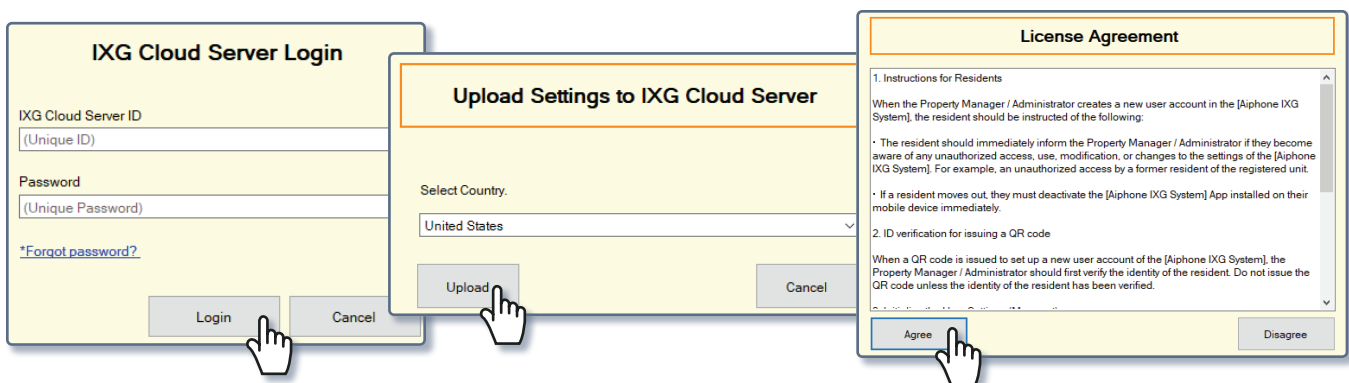 IXG Cloud Server Login
IXG Cloud Server ID
(Unique ID)
Password
(Unique Password)
*Forgot password?
Login
Cancel
Upload Settings to IXG Cloud Server
Select Country.
United States
Upload
Cancel
License Agreement
1. Instructions for Residents
When the Property Manager / Administrator creates a new user account in the [Aiphone IXG
System], the resident should be instructed of the following:
・The resident should immediately inform the Property Manager / Administrator if they become
aware of any unauthorized access, use, modification, or changes to the settings of the [Aiphone
IXG System]. For example, an unauthorized access by a former resident of the registered unit.
・If a resident moves out, they must deactivate the [Aiphone IXG System] App installed on their
mobile device immediately.
2. ID verification for issuing a QR code
When a QR code is issued to set up a new user account of the [Aiphone IXG System], the
Property Manager / Administrator should first verify the identity of the resident. Do not issue the
QR code unless the identity of the resident has been verified.
Agree
Disagree